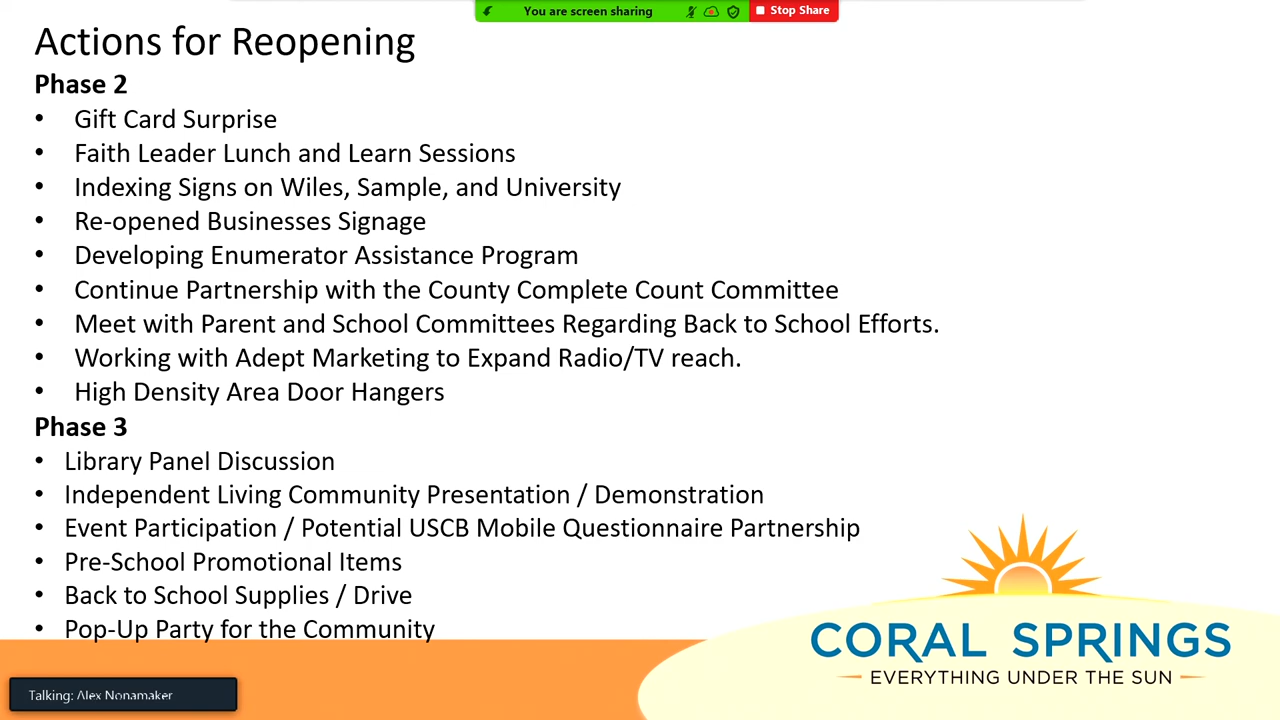 You are screen sharing
Stop Share
Actions for Reopening
Phase 2
• Gift Card Surprise
• Faith Leader Lunch and Learn Sessions
• Indexing Signs on Wiles, Sample, and University
• Re-opened Businesses Signage
• Developing Enumerator Assistance Program
• Continue Partnership with the County Complete Count Committee
• Meet with Parent and School Committees Regarding Back to School Efforts.
• Working with Adept Marketing to Expand Radio/TV reach.
• High Density Area Door Hangers
Phase 3
• Library Panel Discussion
• Independent Living Community Presentation / Demonstration
• Event Participation / Potential USCB Mobile Questionnaire Partnership
• Pre-School Promotional Items
• Back to School Supplies / Drive
• Pop-Up Party for the Community
CORAL SPRINGS
EVERYTHING UNDER THE SUN
Talking: Alex Nonamaker